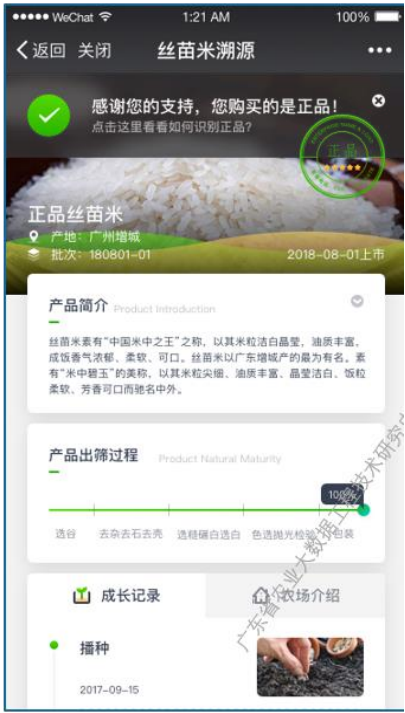 WeChat 1:21 AM 100%
返回 关闭 丝苗米溯源
感谢您的支持，您购买的是正品！
点击这里看看如何识别正品?
正品
正品丝苗米
产地：广州增城
批次：180801-01 2018-08-01上市
产品简介 Product Introduction
丝苗米素有“中国米中之王”之称，以其米粒洁白晶莹，油质丰富，
成饭香气浓郁、柔软、可口。丝苗米以广东增城产的最为有名。素
有“米中碧玉”的美称，以其米粒尖细、油质丰富、晶莹洁白、饭粒
柔软、芳香可口而驰名中外。
产品出筛过程 Product Natural Maturity
100%
选谷 去杂去石去壳 选糙碾白选白 色选抛光检验 包装
成长记录 农场介绍
播种
2017-09-15
广东省农业大数据工程技术研究中